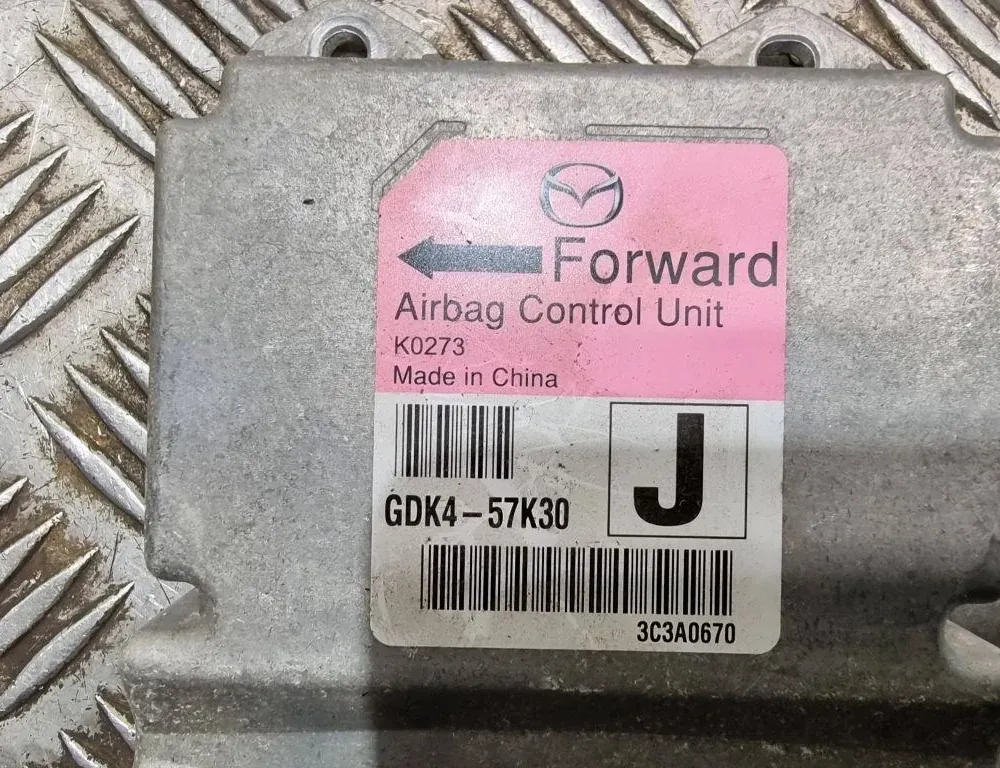 Forward
Airbag Control Unit
K0273
Made in China
J
GDK4-57K30
3C3A0670